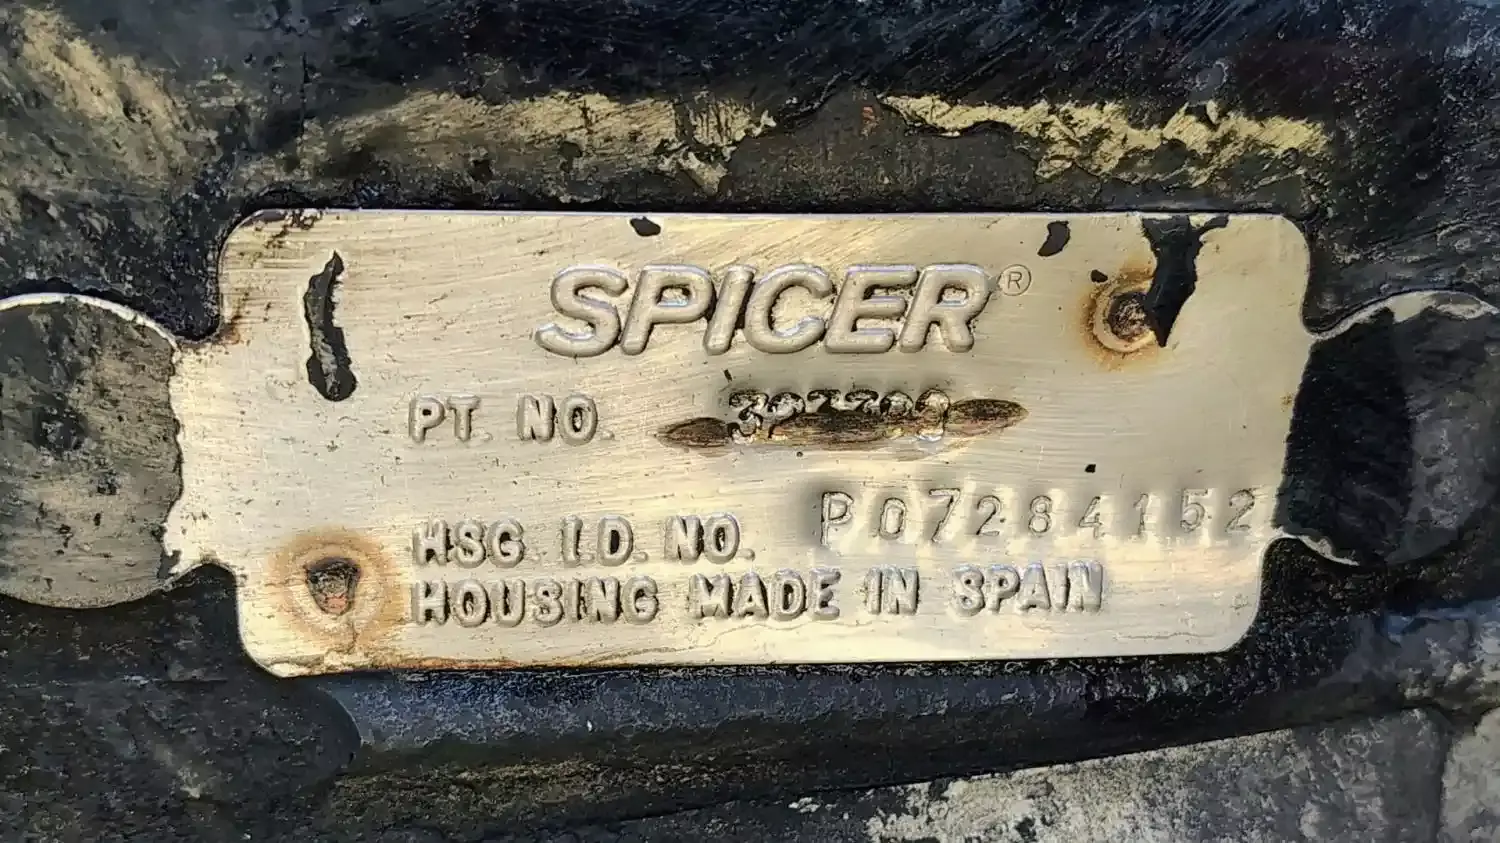 SPICER®
PT. NO.
P07284152
HSG. I.D. NO.
HOUSING MADE IN SPAIN